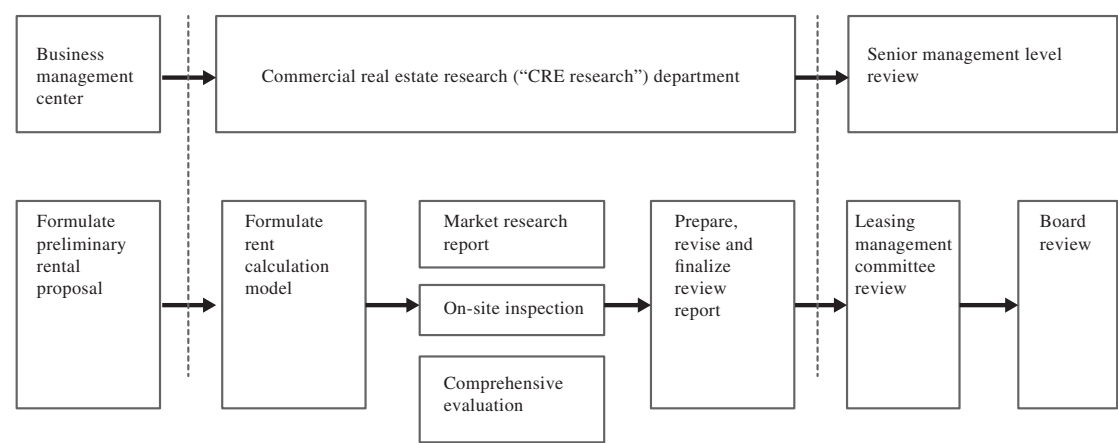 Business
management
center
Commercial real estate research (“CRE research”) department
Senior management level
review
Formulate
preliminary
rental
proposal
Formulate
rent
calculation
model
Market research
report
On-site inspection
Comprehensive
evaluation
Prepare,
revise and
finalize
review
report
Leasing
management
committee
review
Board
review